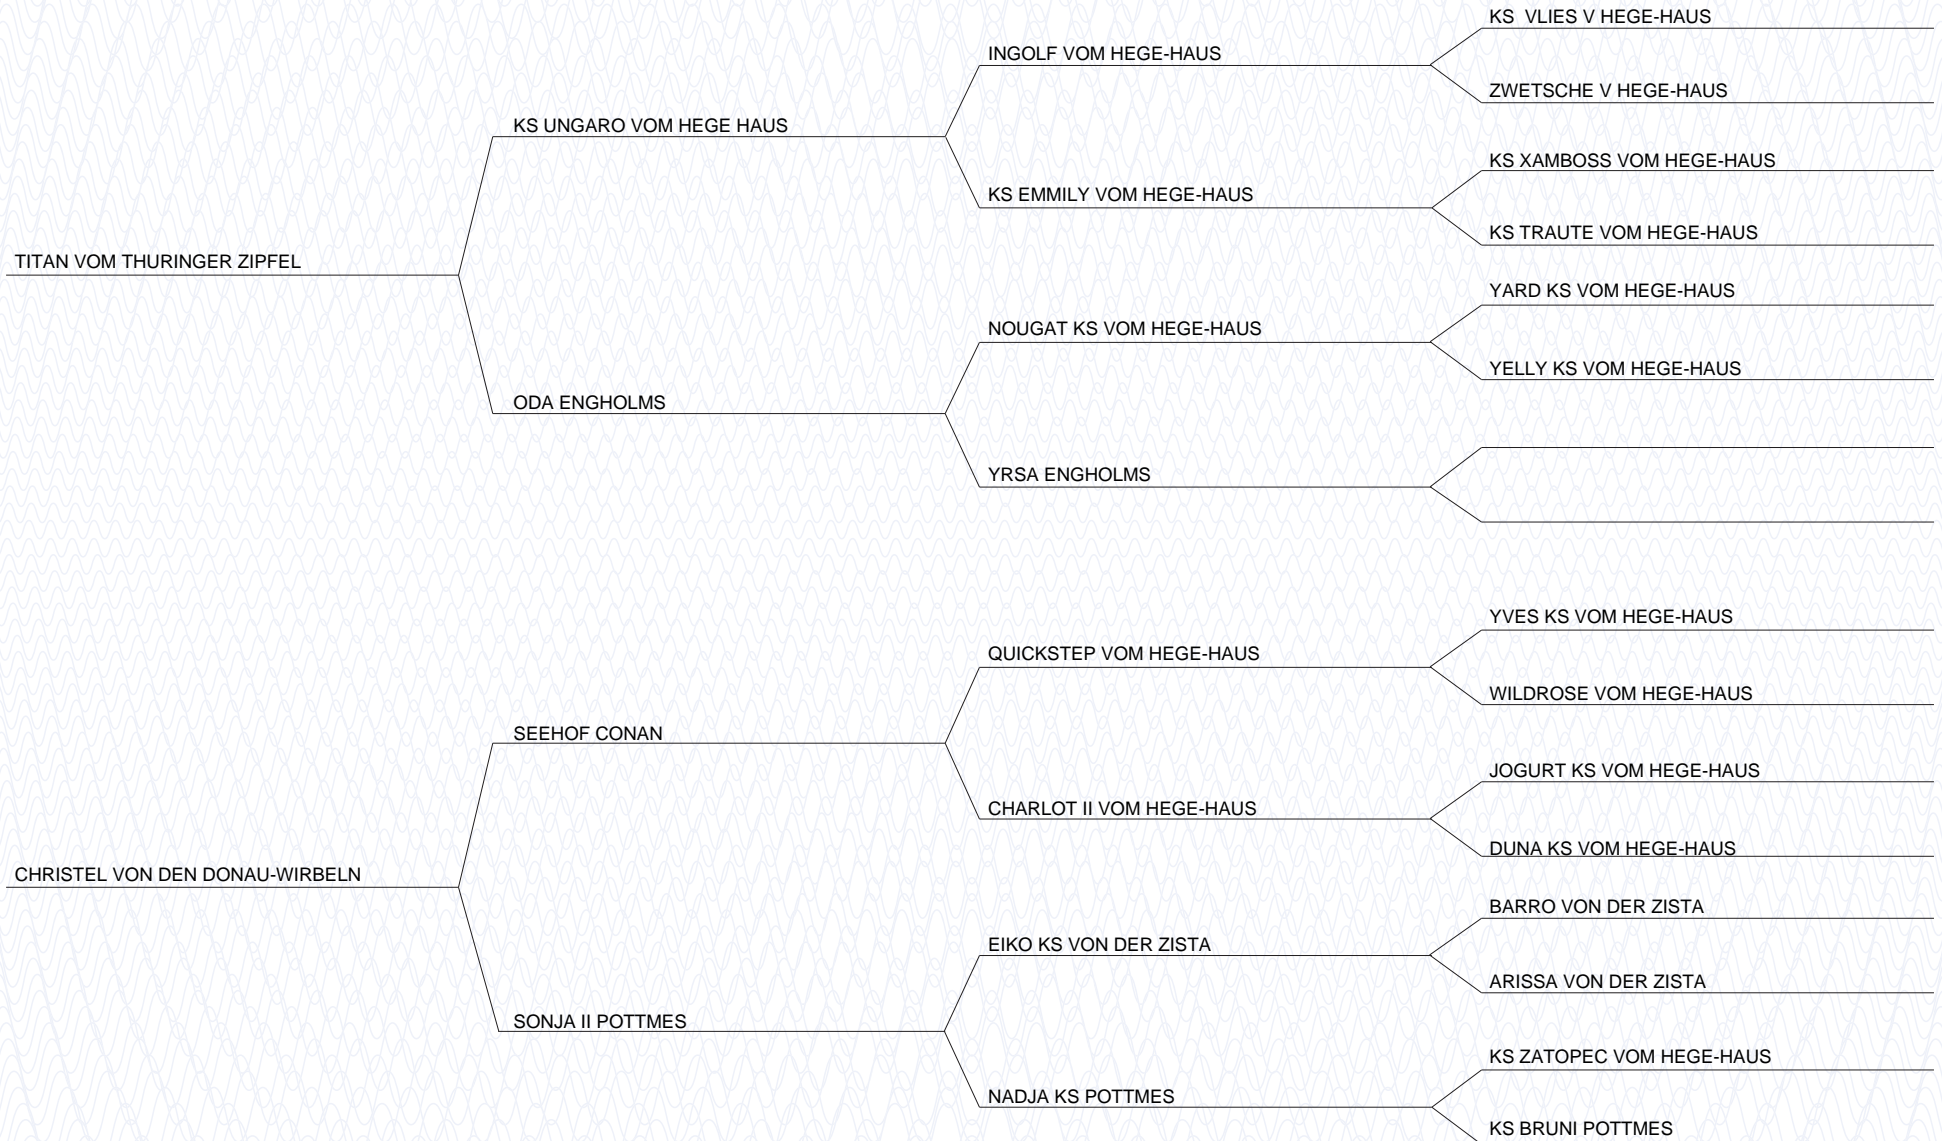 KS VLIES V HEGE-HAUS
INGOLF VOM HEGE-HAUS
ZWETSCHE V HEGE-HAUS
KS UNGARO VOM HEGE HAUS
KS XAMBOSS VOM HEGE-HAUS
KS EMMILY VOM HEGE-HAUS
KS TRAUTE VOM HEGE-HAUS
TITAN VOM THURINGER ZIPFEL
YARD KS VOM HEGE-HAUS
NOUGAT KS VOM HEGE-HAUS
YELLY KS VOM HEGE-HAUS
ODA ENGHOLMS
YRSA ENGHOLMS
YVES KS VOM HEGE-HAUS
QUICKSTEP VOM HEGE-HAUS
WILDROSE VOM HEGE-HAUS
SEEHOF CONAN
JOGURT KS VOM HEGE-HAUS
CHARLOT II VOM HEGE-HAUS
DUNA KS VOM HEGE-HAUS
CHRISTEL VON DEN DONAU-WIRBELN
BARRO VON DER ZISTA
EIKO KS VON DER ZISTA
ARISSA VON DER ZISTA
SONJA II POTTMES
KS ZATOPEC VOM HEGE-HAUS
NADJA KS POTTMES
KS BRUNI POTTMES